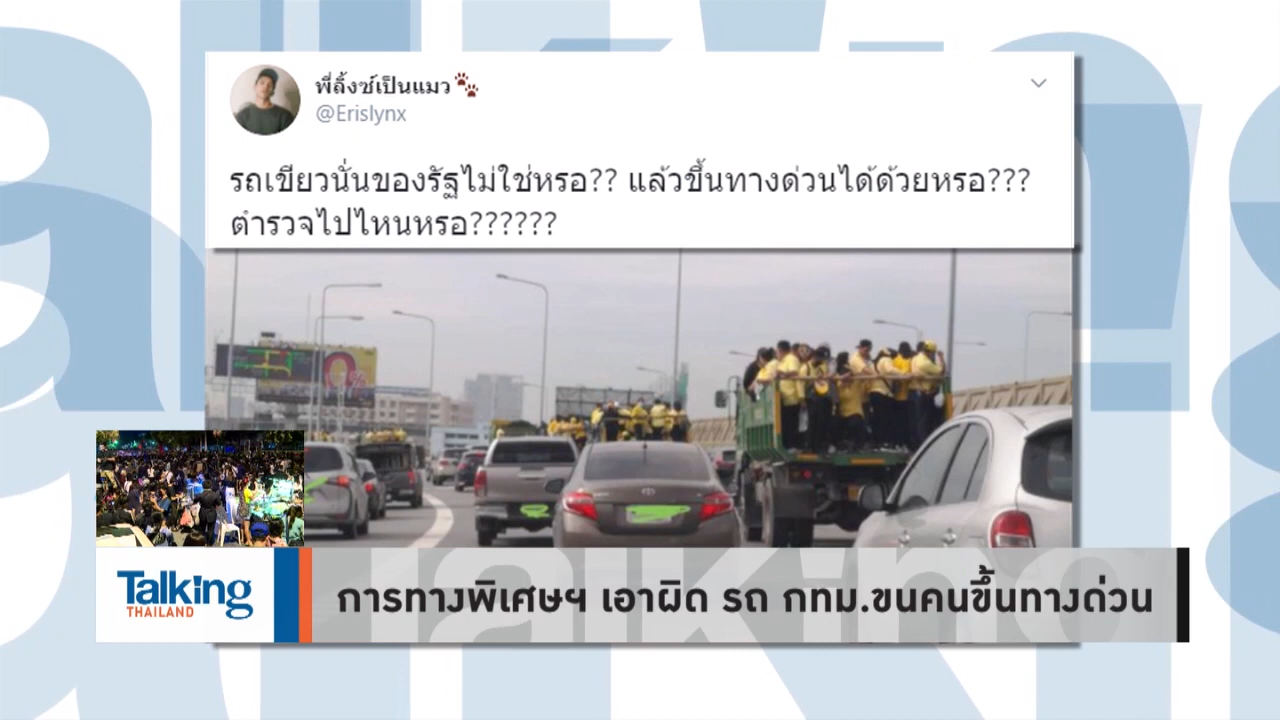 พี่ลิ้งซ์เป็นแมว
@Erislynx
รถเขียวนั่นของรัฐไม่ใช่หรอ?? แล้วขึ้นทางด่วนได้ด้วยหรอ???
ตำรวจไปไหนหรอ??????
0%
Talking
THAILAND
การทางพิเศษฯ เอาผิด รถ กทม.ขนคนขึ้นทางด่วน